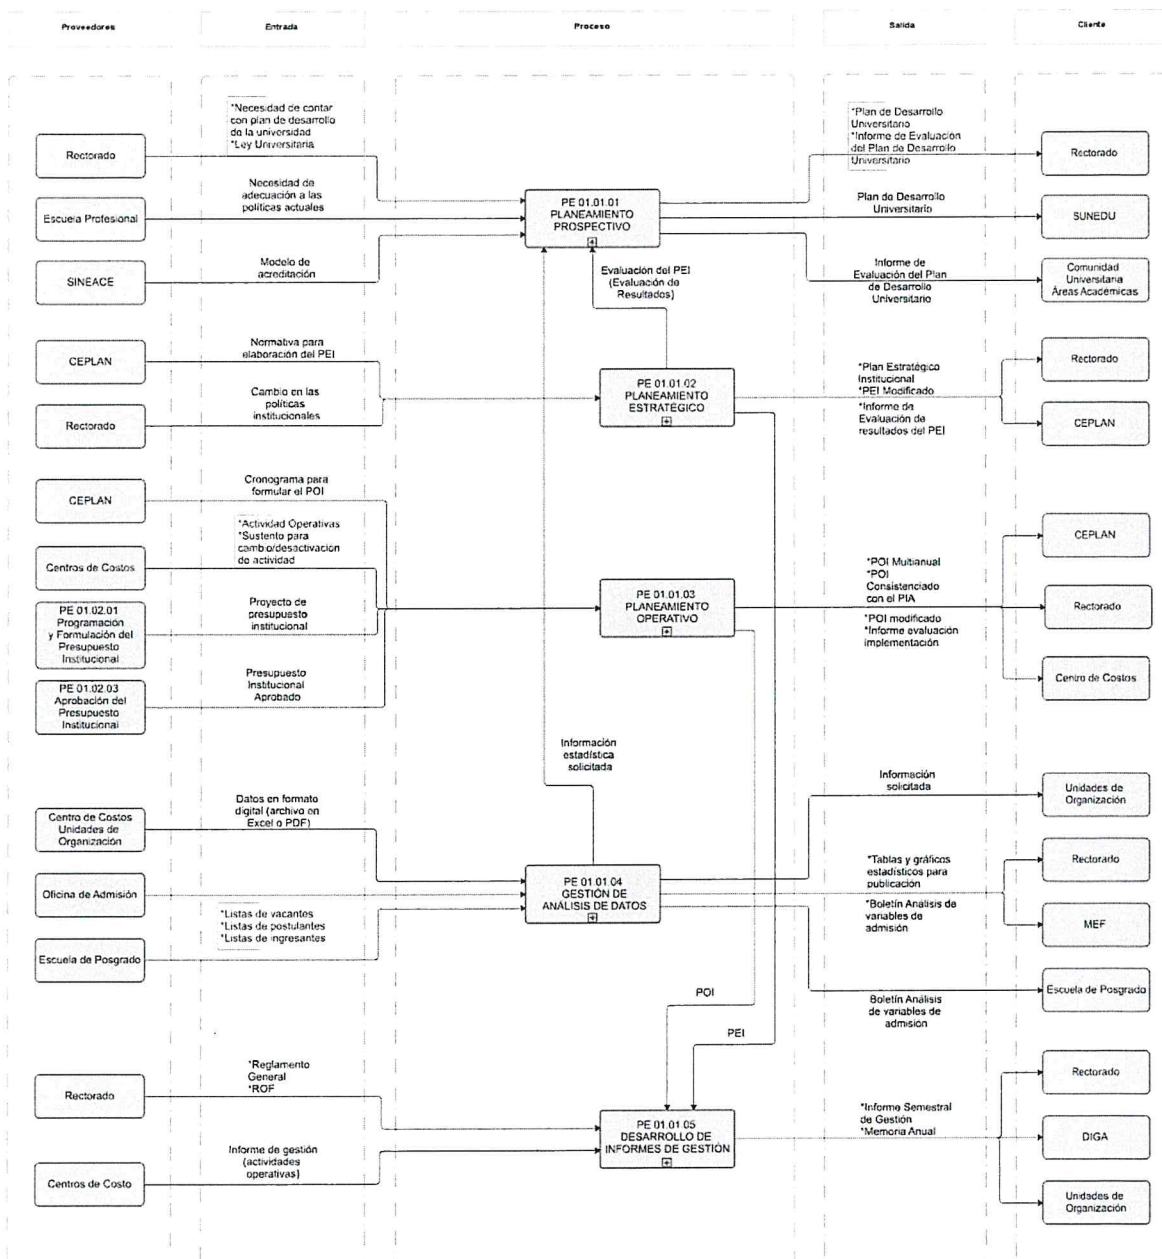 Proveedores
Entrada
Proceso
Salida
Cliente
Rectorado
*Necesidad de contar
con plan de desarrollo
de la universidad
*Ley Universitaria
Escuela Profesional
Necesidad de
adecuación a las
políticas actuales
SINEACE
Modelo de
acreditación
PE 01.01.01
PLANEAMIENTO
PROSPECTIVO
*Plan de Desarrollo
Universitario
*Informe de Evaluación
del Plan de Desarrollo
Universitario
Rectorado
Plan de Desarrollo
Universitario
SUNEDU
Informe de
Evaluación del Plan
de Desarrollo
Universitario
Comunidad
Universitaria
Áreas Académicas
Evaluación del PEI
(Evaluación de
Resultados)
CEPLAN
Normativa para
elaboración del PEI
Rectorado
Cambio en las
políticas
institucionales
PE 01.01.02
PLANEAMIENTO
ESTRATÉGICO
*Plan Estratégico
Institucional
*PEI Modificado
*Informe de
Evaluación de
resultados del PEI
Rectorado
CEPLAN
CEPLAN
Cronograma para
formular el POI
Centros de Costos
*Actividad Operativas
*Sustento para
cambio/desactivación
de actividad
PE 01.02.01
Programación
y Formulación del
Presupuesto
Institucional
Proyecto de
presupuesto
institucional
PE 01.02.03
Aprobación del
Presupuesto
Institucional
Presupuesto
Institucional
Aprobado
PE 01.01.03
PLANEAMIENTO
OPERATIVO
*POI Multianual
*POI
Consistenciado
con el PIA
*POI modificado
*Informe evaluación
implementación
CEPLAN
Rectorado
Centro de Costos
Información
estadística
solicitada
Centro de Costos
Unidades de
Organización
Datos en formato
digital (archivo en
Excel o PDF)
Oficina de Admisión
*Listas de vacantes
*Listas de postulantes
*Listas de ingresantes
Escuela de Posgrado
PE 01.01.04
GESTIÓN DE
ANÁLISIS DE DATOS
Información
solicitada
Unidades de
Organización
*Tablas y gráficos
estadísticos para
publicación
*Boletín Análisis de
variables de
admisión
Rectorado
MEF
Boletín Análisis
de variables de
admisión
Escuela de Posgrado
POI
PEI
Rectorado
*Reglamento
General
*ROF
Centros de Costo
Informe de gestión
(actividades
operativas)
PE 01.01.05
DESARROLLO DE
INFORMES DE GESTIÓN
*Informe Semestral
de Gestión
*Memoria Anual
Rectorado
DIGA
Unidades de
Organización